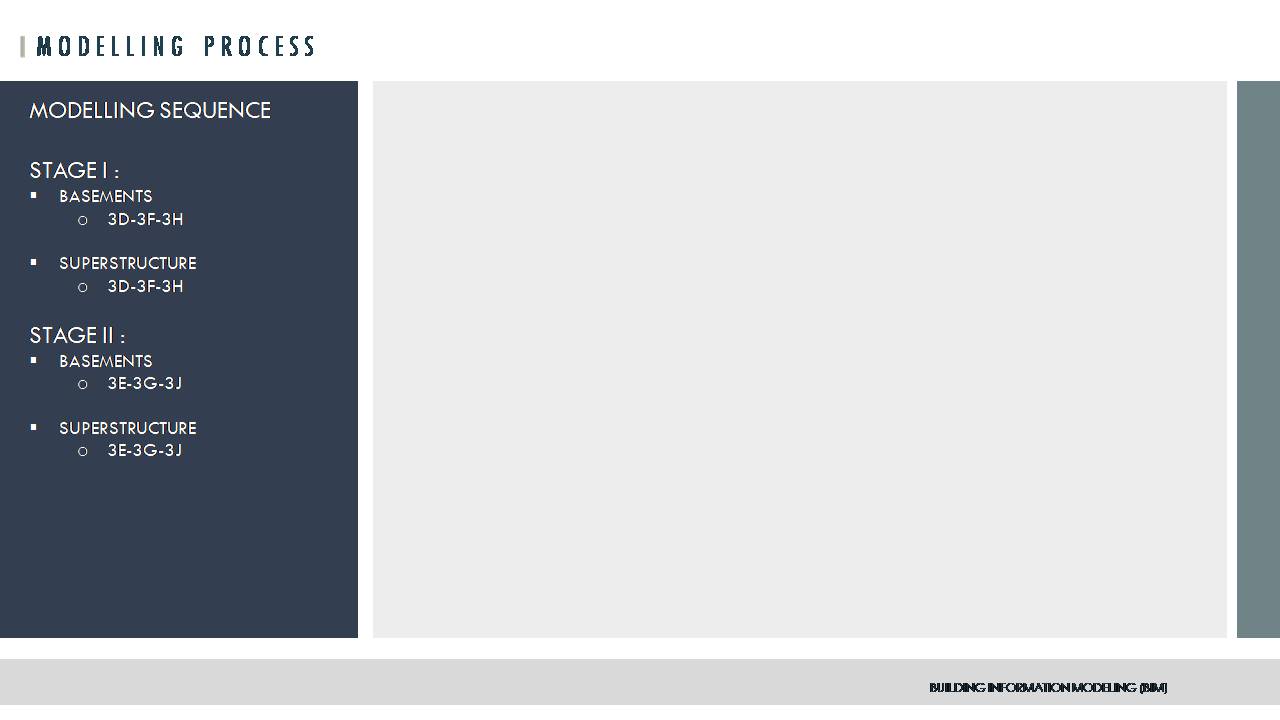 MODELLING PROCESS
MODELLING SEQUENCE
STAGE I :
▪ BASEMENTS
o 3D-3F-3H
▪ SUPERSTRUCTURE
o 3D-3F-3H
STAGE II :
▪ BASEMENTS
o 3E-3G-3J
▪ SUPERSTRUCTURE
o 3E-3G-3J
BUILDING INFORMATION MODELING (BIM)